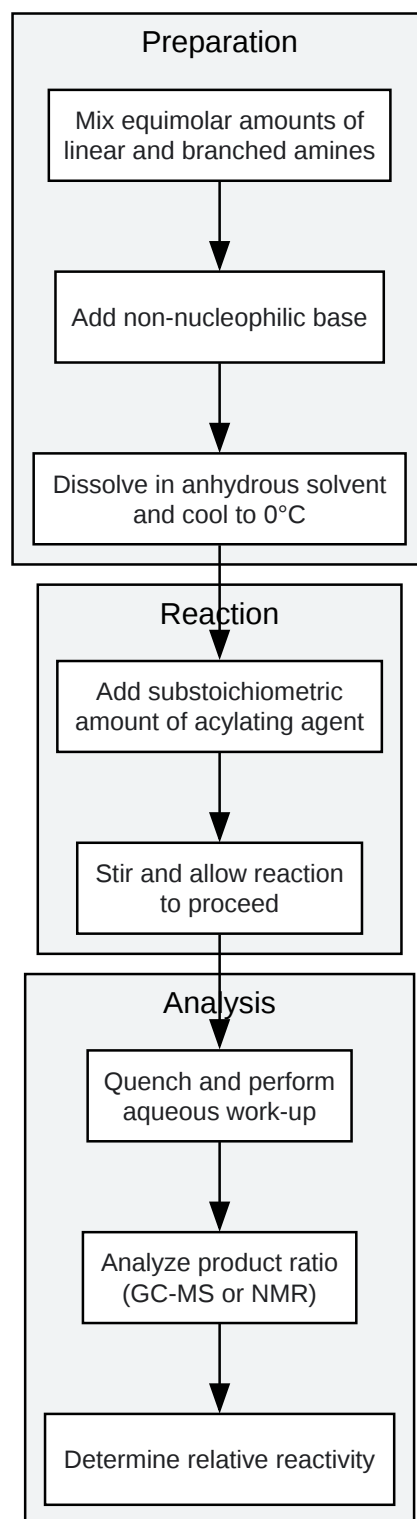 Preparation
Mix equimolar amounts of
linear and branched amines
Add non-nucleophilic base
Dissolve in anhydrous solvent
and cool to 0°C
Reaction
Add substoichiometric
amount of acylating agent
Stir and allow reaction
to proceed
Analysis
Quench and perform
aqueous work-up
Analyze product ratio
(GC-MS or NMR)
Determine relative reactivity